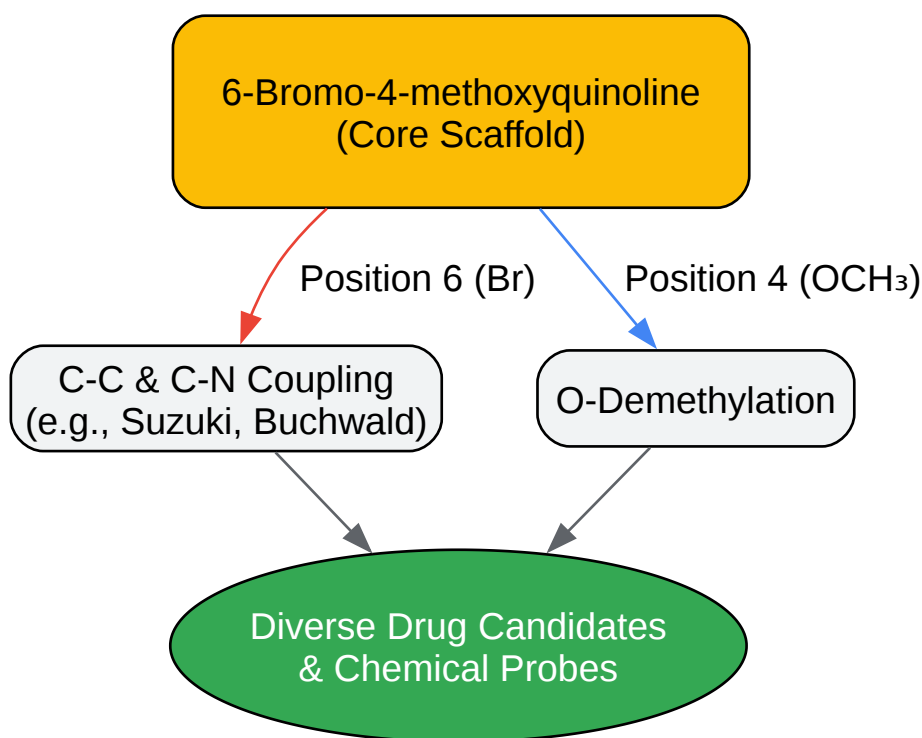 6-Bromo-4-methoxyquinoline
(Core Scaffold)
Position 6 (Br)
Position 4 (OCH₃)
C-C & C-N Coupling
(e.g., Suzuki, Buchwald)
O-Demethylation
Diverse Drug Candidates
& Chemical Probes